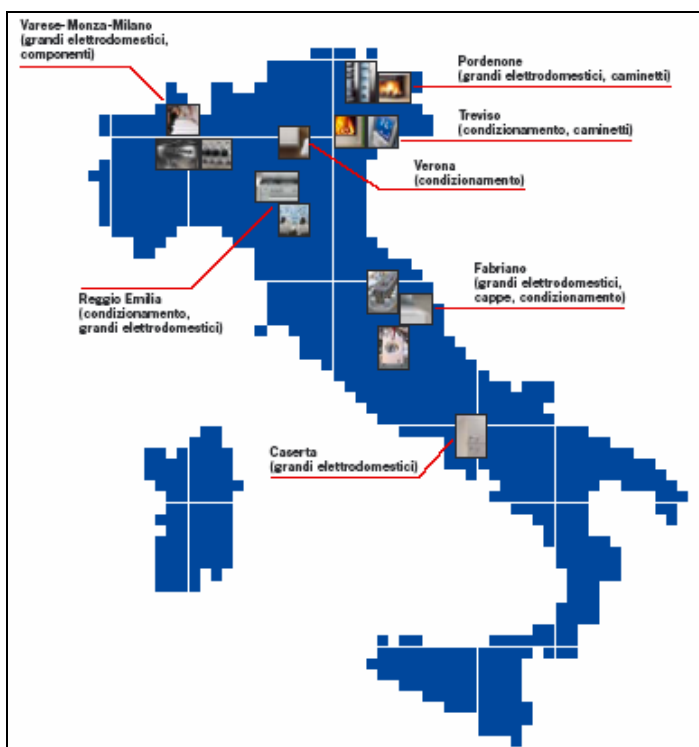 Varese-Monza-Milano
(grandi elettrodomestici,
componenti)
Pordenone
(grandi elettrodomestici, caminetti)
Treviso
(condizionamento, caminetti)
Verona
(condizionamento)
Fabriano
(grandi elettrodomestici,
cappe, condizionamento)
Reggio Emilia
(condizionamento,
grandi elettrodomestici)
Caserta
(grandi elettrodomestici)